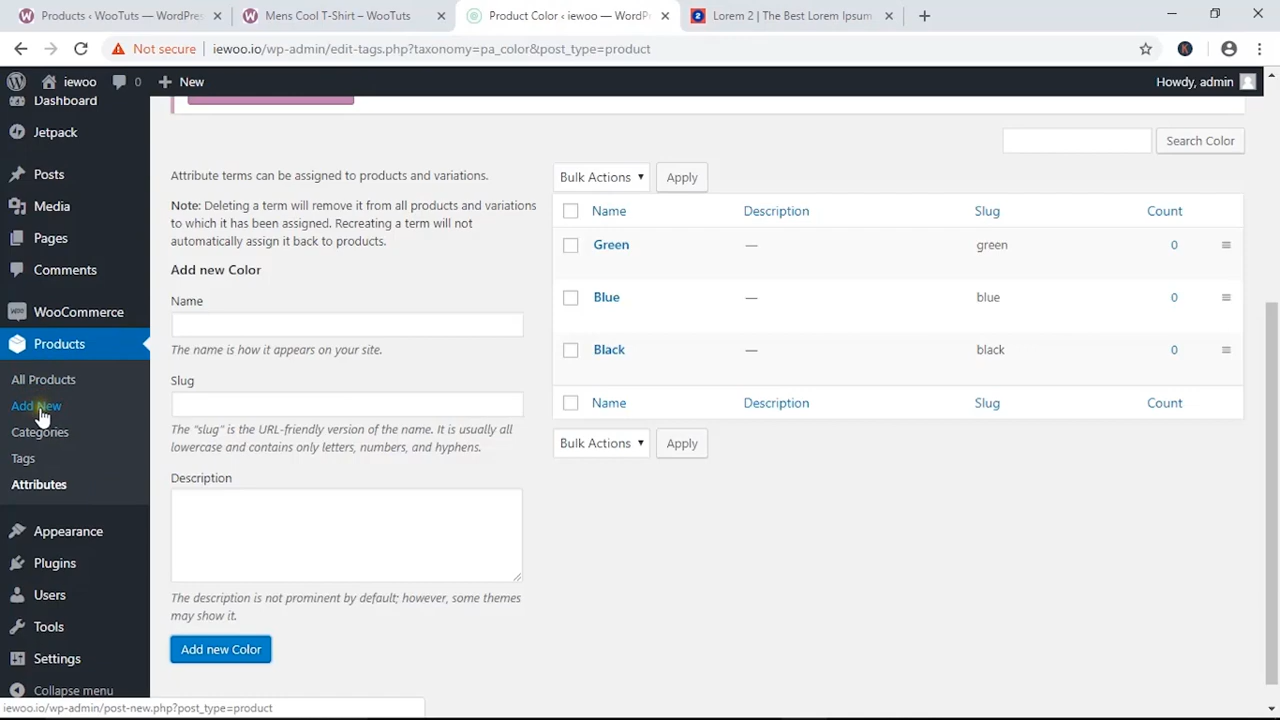 Products ‹ WooTuts — WordPres
Mens Cool T-Shirt – WooTuts
Product Color ‹ iewoo — WordPr
Lorem 2 | The Best Lorem Ipsum
Not secure
iewoo.io/wp-admin/edit-tags.php?taxonomy=pa_color&post_type=product
iewoo
0
New
Howdy, admin
Dashboard
Jetpack
Posts
Media
Pages
Comments
WooCommerce
Products
All Products
Add New
Categories
Tags
Attributes
Appearance
Plugins
Users
Tools
Settings
Collapse menu
Search Color
Attribute terms can be assigned to products and variations.
Note: Deleting a term will remove it from all products and variations
to which it has been assigned. Recreating a term will not
automatically assign it back to products.
Add new Color
Name
The name is how it appears on your site.
Slug
The "slug" is the URL-friendly version of the name. It is usually all
lowercase and contains only letters, numbers, and hyphens.
Description
The description is not prominent by default; however, some themes
may show it.
Add new Color
Bulk Actions
Apply
Name Description Slug Count
Green — green 0
Blue — blue 0
Black — black 0
Name Description Slug Count
Bulk Actions
Apply
iewoo.io/wp-admin/post-new.php?post_type=product